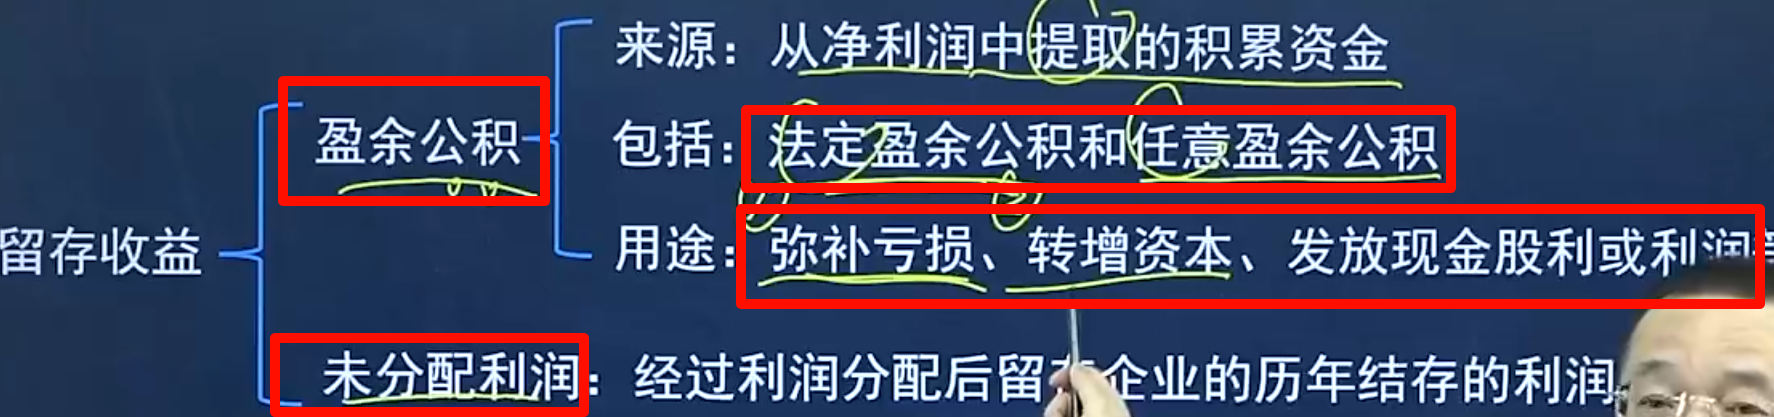 来源：从净利润中提取的积累资金
盈余公积
包括：法定盈余公积和任意盈余公积
留存收益
用途：弥补亏损、转增资本、发放现金股利或利润等
未分配利润：经过利润分配后留存企业的历年结存的利润